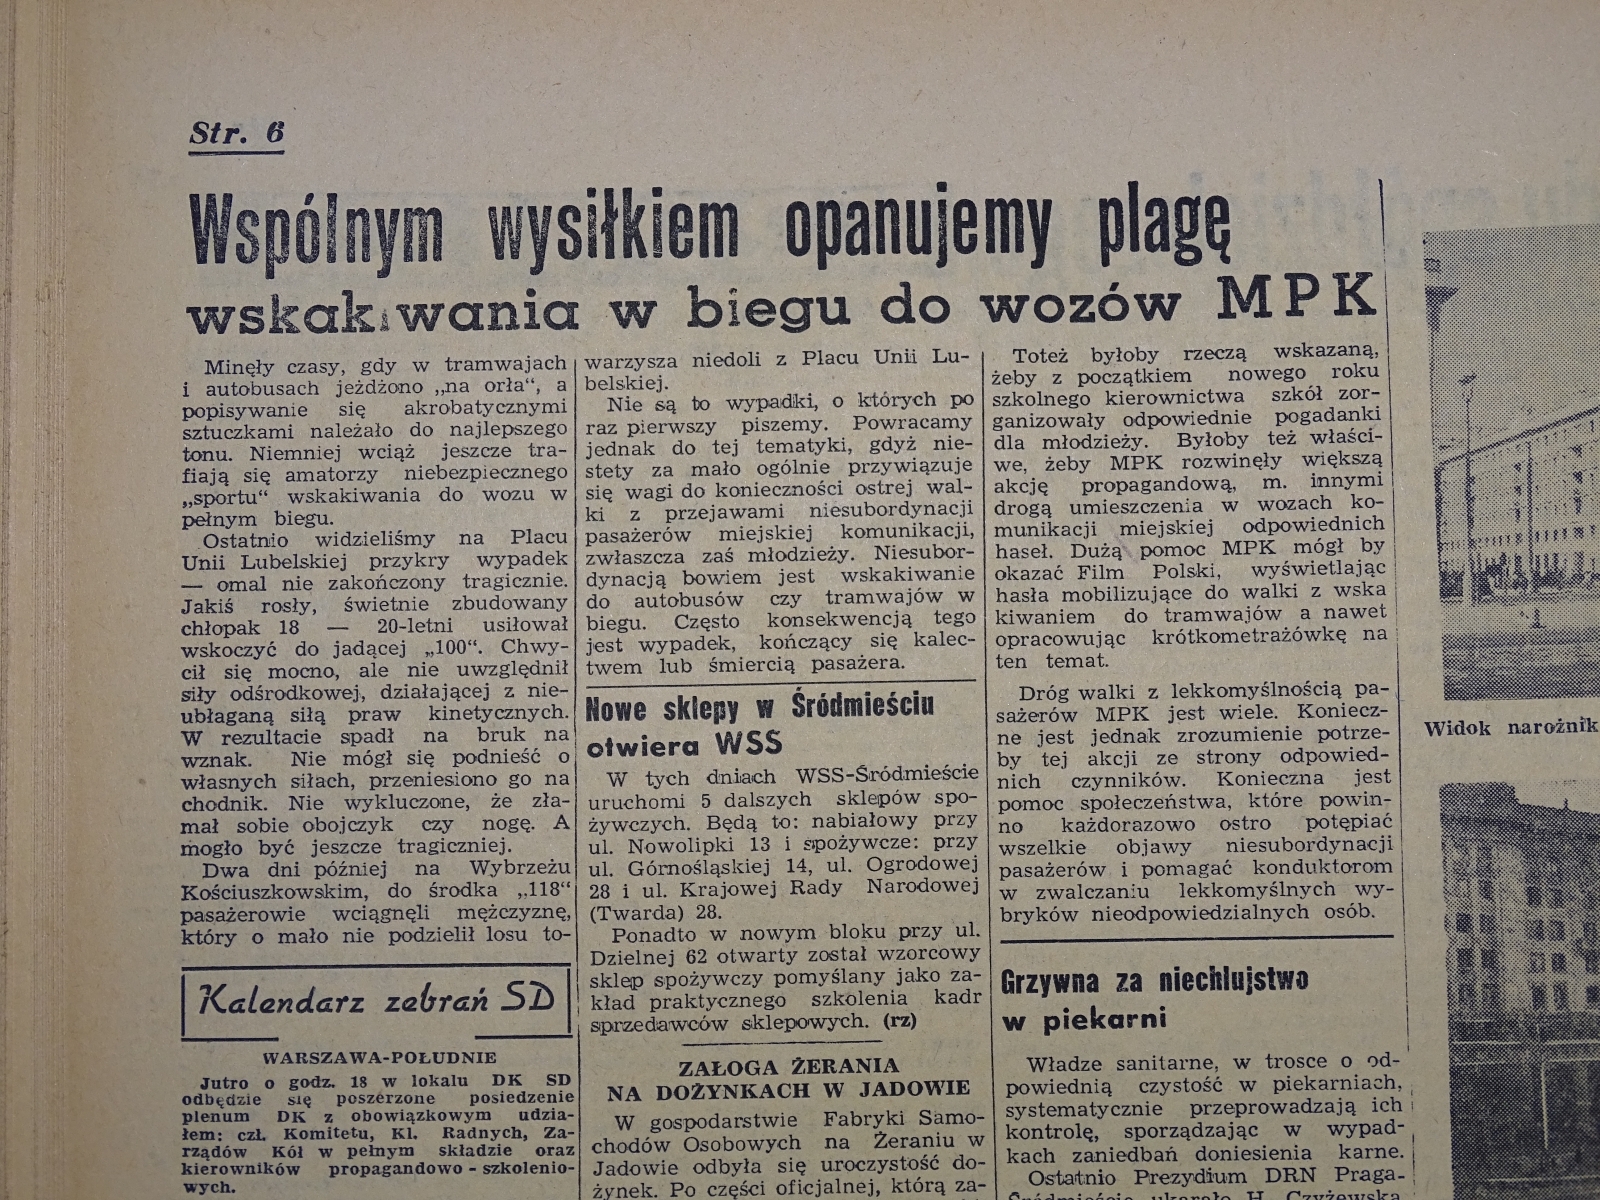 Str. 6
Wspólnym wysiłkiem opanujemy plagę
wskakiwania w biegu do wozów MPK
Minęły czasy, gdy w tramwajach
i autobusach jeżdżono „na orła“, a
popisywanie się akrobatycznymi
sztuczkami należało do najlepszego
tonu. Niemniej wciąż jeszcze tra-
fiają się amatorzy niebezpiecznego
„sportu“ wskakiwania do wozu w
pełnym biegu.
Ostatnio widzieliśmy na Placu
Unii Lubelskiej przykry wypadek
— omal nie zakończony tragicznie.
Jakiś rosły, świetnie zbudowany
chłopak 18 — 20-letni usiłował
wskoczyć do jadącej „100“. Chwy-
cił się mocno, ale nie uwzględnił
siły odśrodkowej, działającej z nie-
ubłaganą siłą praw kinetycznych.
W rezultacie spadł na bruk na
wznak. Nie mógł się podnieść o
własnych siłach, przeniesiono go na
chodnik. Nie wykluczone, że zła-
mał sobie obojczyk czy nogę. A
mogło być jeszcze tragiczniej.
Dwa dni później na Wybrzeżu
Kościuszkowskim, do środka „118“
pasażerowie wciągnęli mężczyznę,
który o mało nie podzielił losu to-
warzysza niedoli z Placu Unii Lu-
belskiej.
Nie są to wypadki, o których po
raz pierwszy piszemy. Powracamy
jednak do tej tematyki, gdyż nie-
stety za mało ogólnie przywiązuje
się wagi do konieczności ostrej wal-
ki z przejawami niesubordynacji
pasażerów miejskiej komunikacji,
zwłaszcza zaś młodzieży. Niesubor-
dynacją bowiem jest wskakiwanie
do autobusów czy tramwajów w
biegu. Często konsekwencją tego
jest wypadek, kończący się kalec-
twem lub śmiercią pasażera.
Toteż byłoby rzeczą wskazaną,
żeby z początkiem nowego roku
szkolnego kierownictwa szkół zor-
ganizowały odpowiednie pogadanki
dla młodzieży. Byłoby też właści-
we, żeby MPK rozwinęły większą
akcję propagandową, m. innymi
drogą umieszczenia w wozach ko-
munikacji miejskiej odpowiednich
haseł. Dużą pomoc MPK mógł by
okazać Film Polski, wyświetlając
hasła mobilizujące do walki z wska
kiwaniem do tramwajów a nawet
opracowując krótkometrażówkę na
ten temat.
Dróg walki z lekkomyślnością pa-
sażerów MPK jest wiele. Koniecz-
ne jest jednak zrozumienie potrze-
by tej akcji ze strony odpowied-
nich czynników. Konieczna jest
pomoc społeczeństwa, które powin-
no każdorazowo ostro potępiać
wszelkie objawy niesubordynacji
pasażerów i pomagać konduktorom
w zwalczaniu lekkomyślnych wy-
bryków nieodpowiedzialnych osób.
Kalendarz zebrań SD
WARSZAWA-POŁUDNIE
Jutro o godz. 18 w lokalu DK SD
odbędzie się poszerzone posiedzenie
plenum DK z obowiązkowym udzia-
łem: czł. Komitetu, Kl. Radnych, Za-
rządów Kół w pełnym składzie oraz
kierowników propagandowo - szkolenio-
wych.
Nowe sklepy w Śródmieściu
otwiera WSS
W tych dniach WSS-Śródmieście
uruchomi 5 dalszych sklepów spo-
żywczych. Będą to: nabiałowy przy
ul. Nowolipki 13 i spożywcze: przy
ul. Górnośląskiej 14, ul. Ogrodowej
28 i ul. Krajowej Rady Narodowej
(Twarda) 28.
Ponadto w nowym bloku przy ul.
Dzielnej 62 otwarty został wzorcowy
sklep spożywczy pomyślany jako za-
kład praktycznego szkolenia kadr
sprzedawców sklepowych. (rz)
ZAŁOGA ŻERANIA
NA DOŻYNKACH W JADOWIE
W gospodarstwie Fabryki Samo-
chodów Osobowych na Żeraniu w
Jadowie odbyła się uroczystość do-
żynek. Po części oficjalnej, którą za-
Grzywna za niechlujstwo
w piekarni
Władze sanitarne, w trosce o od-
powiednią czystość w piekarniach,
systematycznie przeprowadzają ich
kontrolę, sporządzając w wypad-
kach zaniedbań doniesienia karne.
Ostatnio Prezydium DRN Praga-
Śródmieście ukarało H. Czyżewska
Widok narożnik